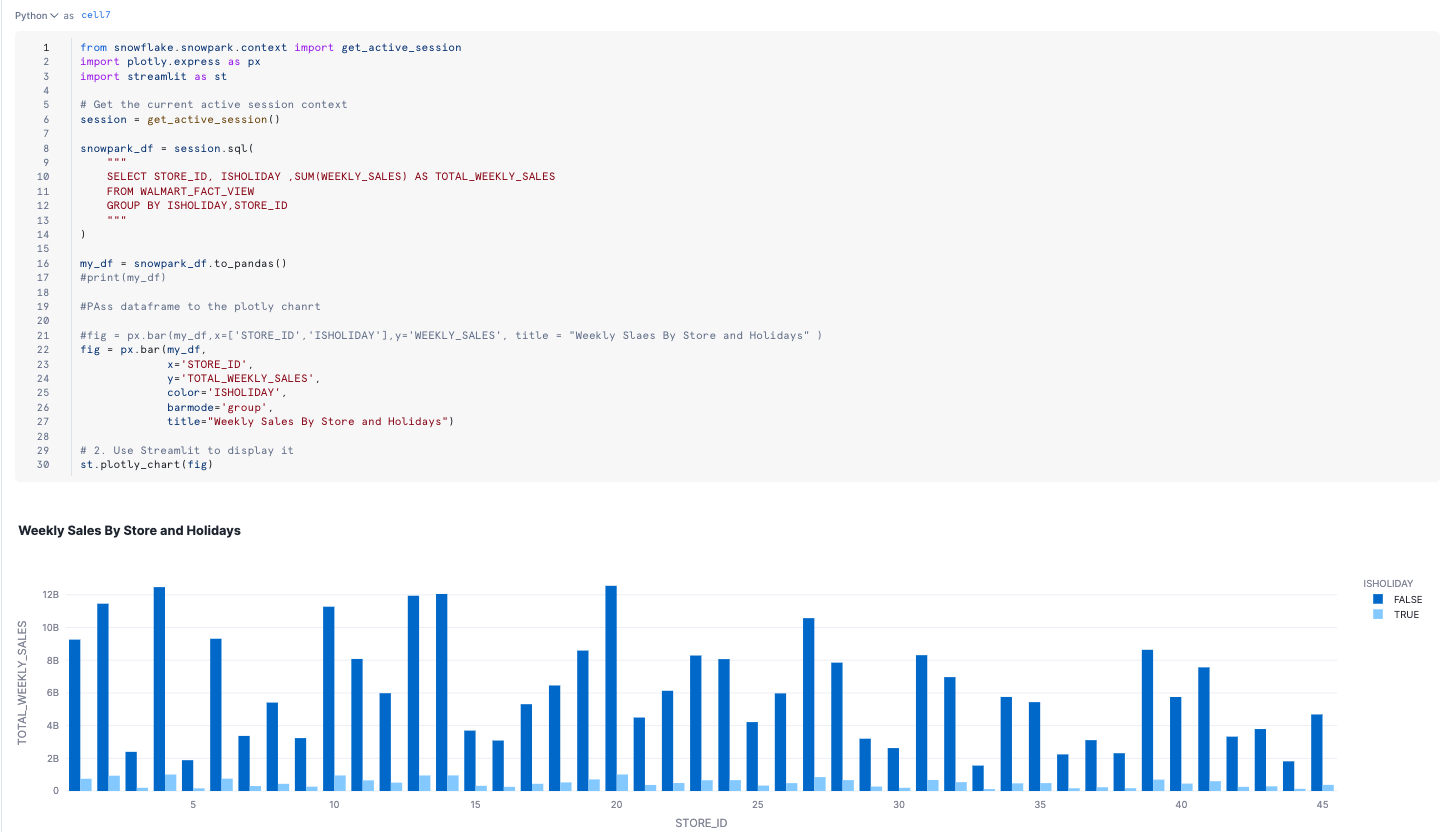 Python as cell7
1 from snowflake.snowpark.context import get_active_session
2 import plotly.express as px
3 import streamlit as st
4
5 # Get the current active session context
6 session = get_active_session()
7
8 snowpark_df = session.sql(
9 """
10 SELECT STORE_ID, ISHOLIDAY ,SUM(WEEKLY_SALES) AS TOTAL_WEEKLY_SALES
11 FROM WALMART_FACT_VIEW
12 GROUP BY ISHOLIDAY,STORE_ID
13 """
14 )
15
16 my_df = snowpark_df.to_pandas()
17 #print(my_df)
18
19 #PAss dataframe to the plotly chanrt
20
21 #fig = px.bar(my_df,x=['STORE_ID','ISHOLIDAY'],y='WEEKLY_SALES', title = "Weekly Slaes By Store and Holidays" )
22 fig = px.bar(my_df,
23 x='STORE_ID',
24 y='TOTAL_WEEKLY_SALES',
25 color='ISHOLIDAY',
26 barmode='group',
27 title="Weekly Sales By Store and Holidays")
28
29 # 2. Use Streamlit to display it
30 st.plotly_chart(fig)
Weekly Sales By Store and Holidays
ISHOLIDAY
FALSE
TRUE
TOTAL_WEEKLY_SALES
12B
10B
8B
6B
4B
2B
0
5 10 15 20 25 30 35 40 45
STORE_ID